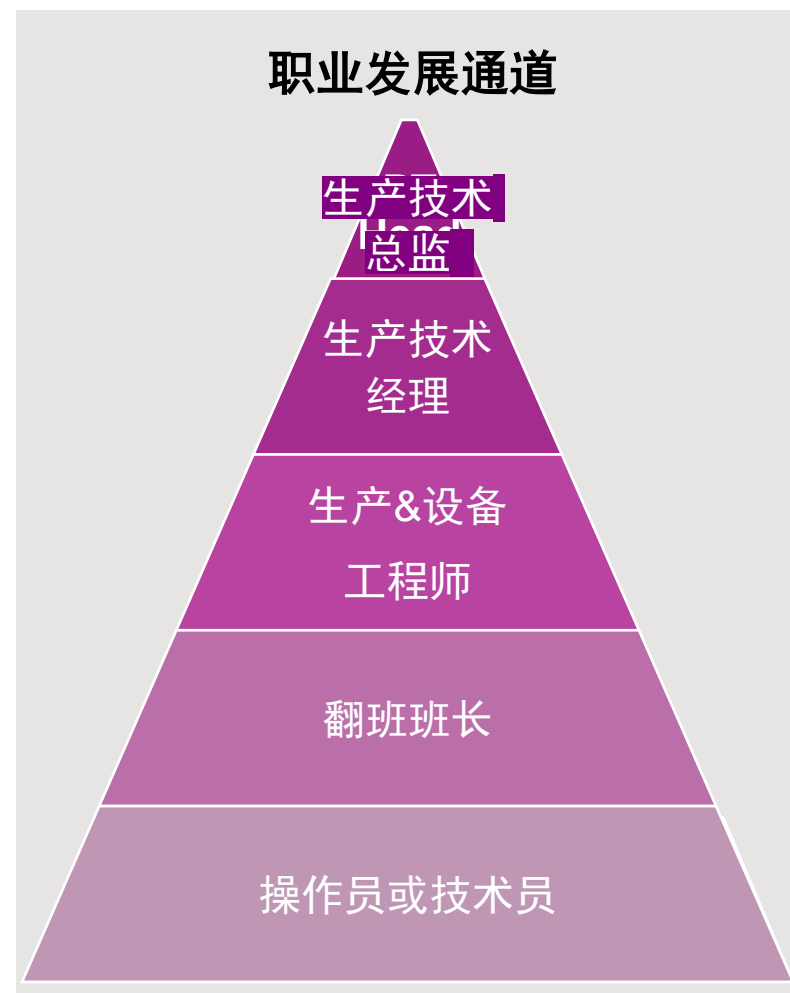 职业发展通道
生产技术
总监
生产技术
经理
生产&设备
工程师
翻班班长
操作员或技术员